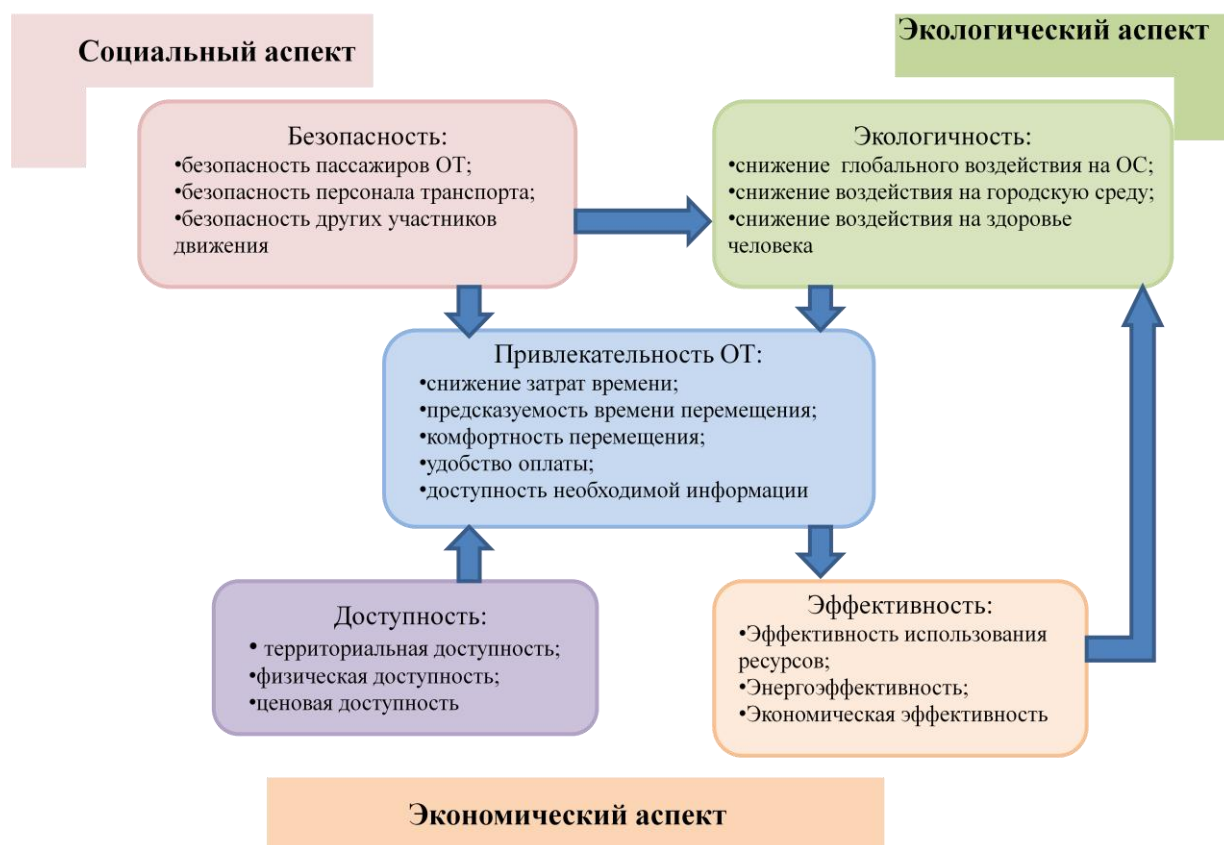 Социальный аспект
Экологический аспект
Безопасность:
•безопасность пассажиров ОТ;
•безопасность персонала транспорта;
•безопасность других участников
движения
Экологичность:
•снижение глобального воздействия на ОС;
•снижение воздействия на городскую среду;
•снижение воздействия на здоровье
человека
Привлекательность ОТ:
•снижение затрат времени;
•предсказуемость времени перемещения;
•комфортность перемещения;
•удобство оплаты;
•доступность необходимой информации
Доступность:
• территориальная доступность;
•физическая доступность;
•ценовая доступность
Эффективность:
•Эффективность использования
ресурсов;
•Энергоэффективность;
•Экономическая эффективность
Экономический аспект